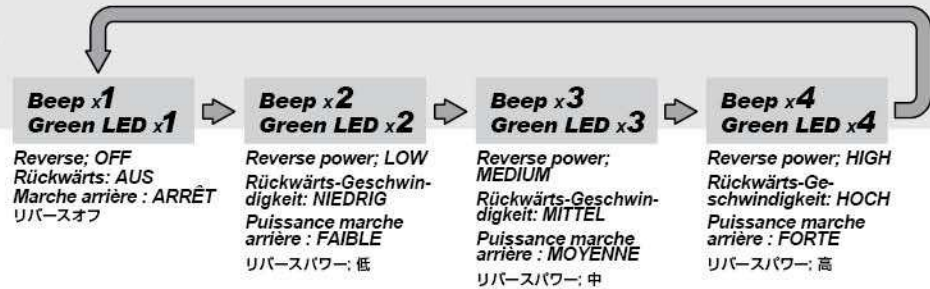 Beep x1
Green LED x1
Reverse; OFF
Rückwärts: AUS
Marche arrière : ARRÊT
リバースオフ
Beep x2
Green LED x2
Reverse power; LOW
Rückwärts-Geschwin-
digkeit: NIEDRIG
Puissance marche
arrière : FAIBLE
リバースパワー; 低
Beep x3
Green LED x3
Reverse power;
MEDIUM
Rückwärts-Geschwin-
digkeit: MITTEL
Puissance marche
arrière : MOYENNE
リバースパワー; 中
Beep x4
Green LED x4
Reverse power; HIGH
Rückwärts-Ge-
schwindigkeit: HOCH
Puissance marche
arrière : FORTE
リバースパワー; 高